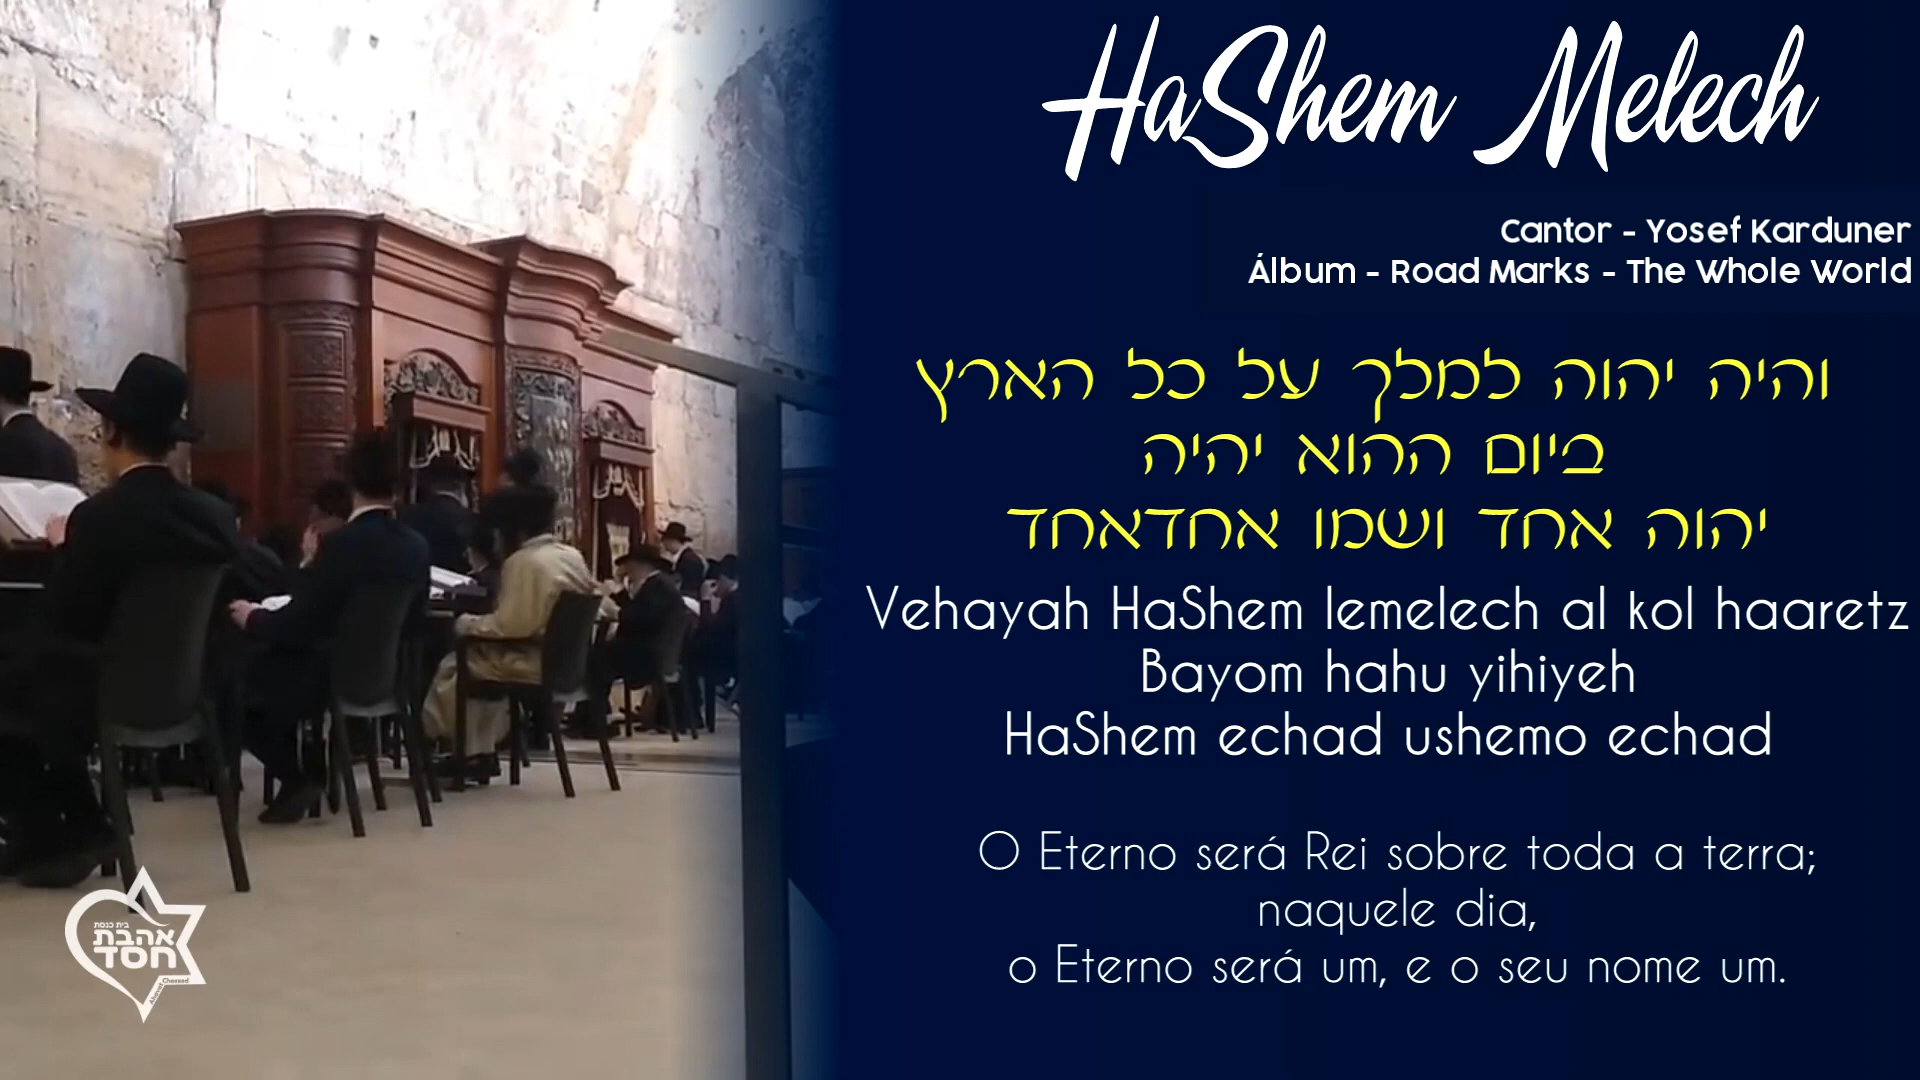 HaShem Melech
Cantor - Yosef Karduner
Álbum - Road Marks - The Whole World
והיה יהוה למלך על כל הארץ
ביום ההוא יהיה
יהוה אחד ושמו אחדאחד
Vehayah HaShem lemelech al kol haaretz
Bayom hahu yihiyeh
HaShem echad ushemo echad
O Eterno será Rei sobre toda a terra;
naquele dia,
o Eterno será um, e o seu nome um.
בית כנסת
אהבת
חסד
Ahavat Chessed